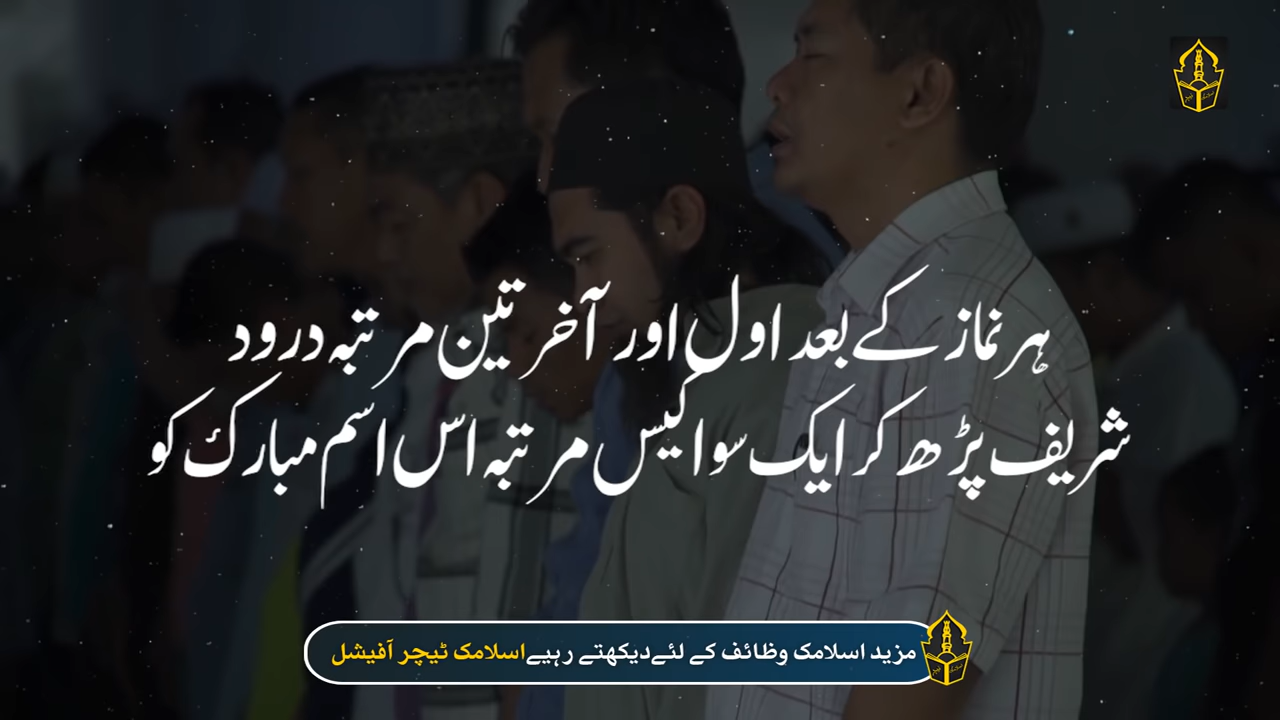 ہر نماز کے بعد اول اور آخر تین مرتبہ درود
شریف پڑھ کر ایک سو اکیس مرتبہ اس اسم مبارک کو
مزید اسلامک وظائف کے لئے دیکھتے رہیے اسلامک ٹیچر آفیشل